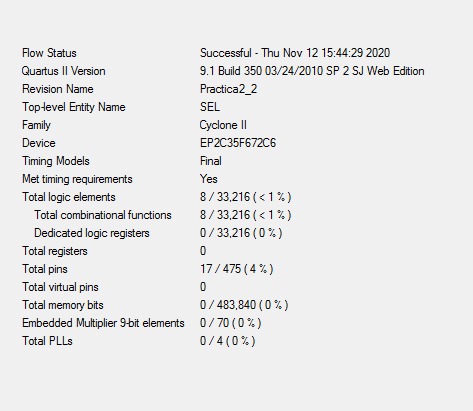 Flow Status Successful - Thu Nov 12 15:44:29 2020
Quartus II Version 9.1 Build 350 03/24/2010 SP 2 SJ Web Edition
Revision Name Practica2_2
Top-level Entity Name SEL
Family Cyclone II
Device EP2C35F672C6
Timing Models Final
Met timing requirements Yes
Total logic elements 8 / 33,216 ( < 1 % )
Total combinational functions 8 / 33,216 ( < 1 % )
Dedicated logic registers 0 / 33,216 ( 0 % )
Total registers 0
Total pins 17 / 475 ( 4 % )
Total virtual pins 0
Total memory bits 0 / 483,840 ( 0 % )
Embedded Multiplier 9-bit elements 0 / 70 ( 0 % )
Total PLLs 0 / 4 ( 0 % )